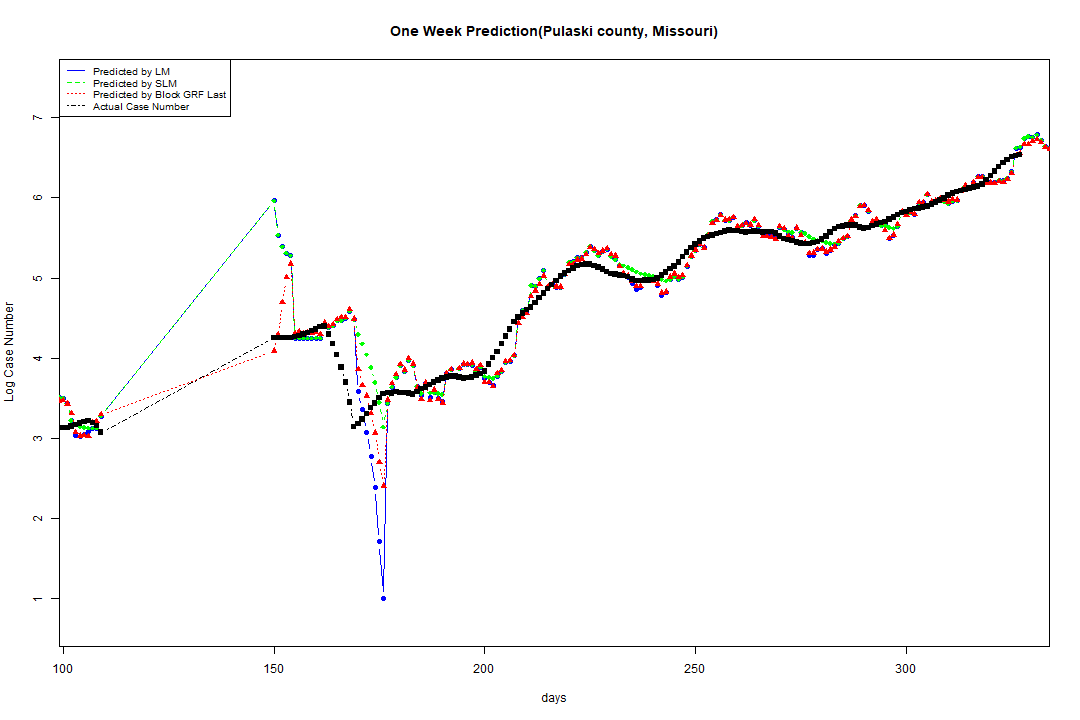 One Week Prediction(Pulaski county, Missouri)
Predicted by LM
Predicted by SLM
Predicted by Block GRF Last
Actual Case Number
7
6
5
4
3
2
1
Log Case Number
100 150 200 250 300
days